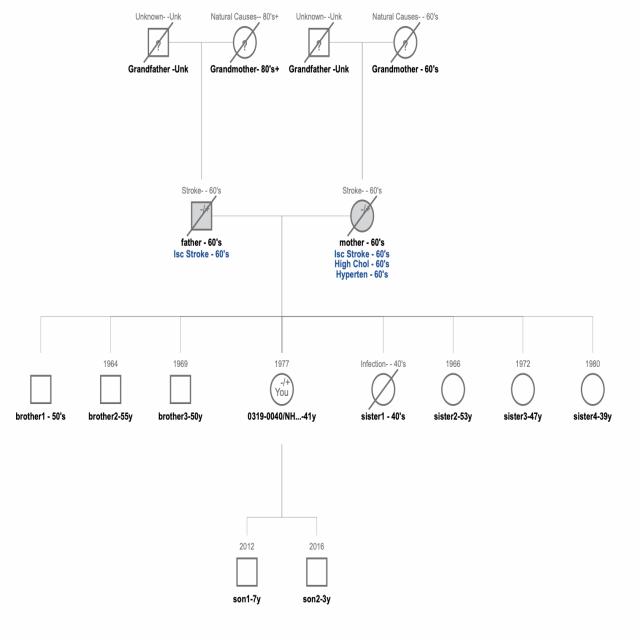 Unknown- -Unk
Natural Causes-- 80's+
Unknown- -Unk
Natural Causes- - 60's
?
?
?
?
Grandfather -Unk
Grandmother- 80's+
Grandfather -Unk
Grandmother - 60's
Stroke- - 60's
Stroke- - 60's
-/+
-/+
father - 60's
mother - 60's
Isc Stroke - 60's
Isc Stroke - 60's
High Chol - 60's
Hyperten - 60's
1964
1969
1977
Infection- - 40's
1966
1972
1980
-/+
You
brother1 - 50's
brother2-55y
brother3-50y
0319-0040/NH...-41y
sister1 - 40's
sister2-53y
sister3-47y
sister4-39y
2012
2016
son1-7y
son2-3y